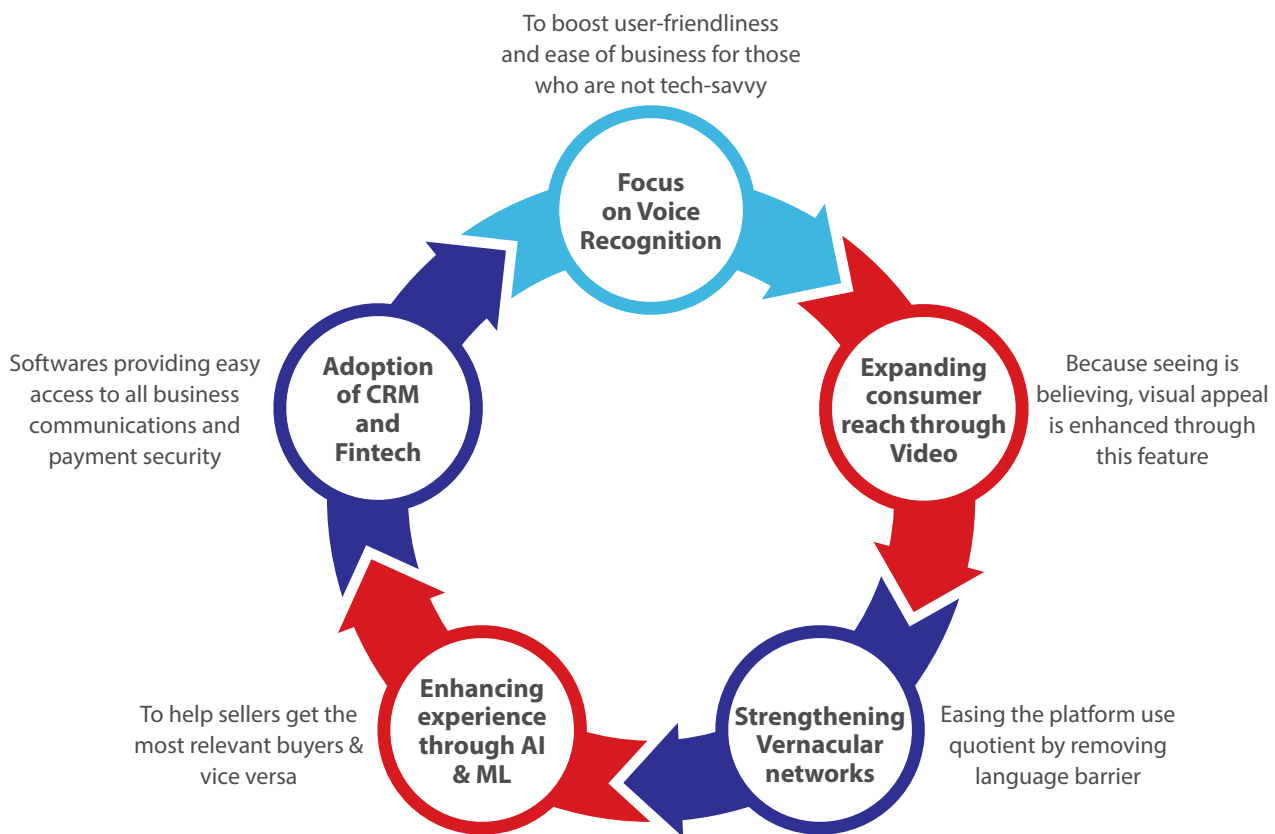 To boost user-friendliness
and ease of business for those
who are not tech-savvy
Focus
on Voice
Recognition
Expanding
consumer
reach through
Video
Because seeing is
believing, visual appeal
is enhanced through
this feature
Strengthening
Vernacular
networks
Easing the platform use
quotient by removing
language barrier
Enhancing
experience
through AI
& ML
To help sellers get the
most relevant buyers &
vice versa
Adoption
of CRM
and
Fintech
Softwares providing easy
access to all business
communications and
payment security